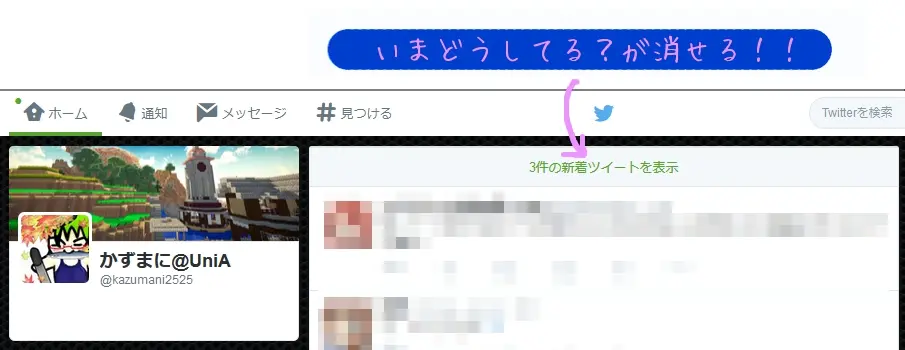 いまどうしてる？が消せる！！
ホーム 通知 メッセージ 見つける Twitterを検索
3件の新着ツイートを表示
かずまに@UniA
@kazumani2525